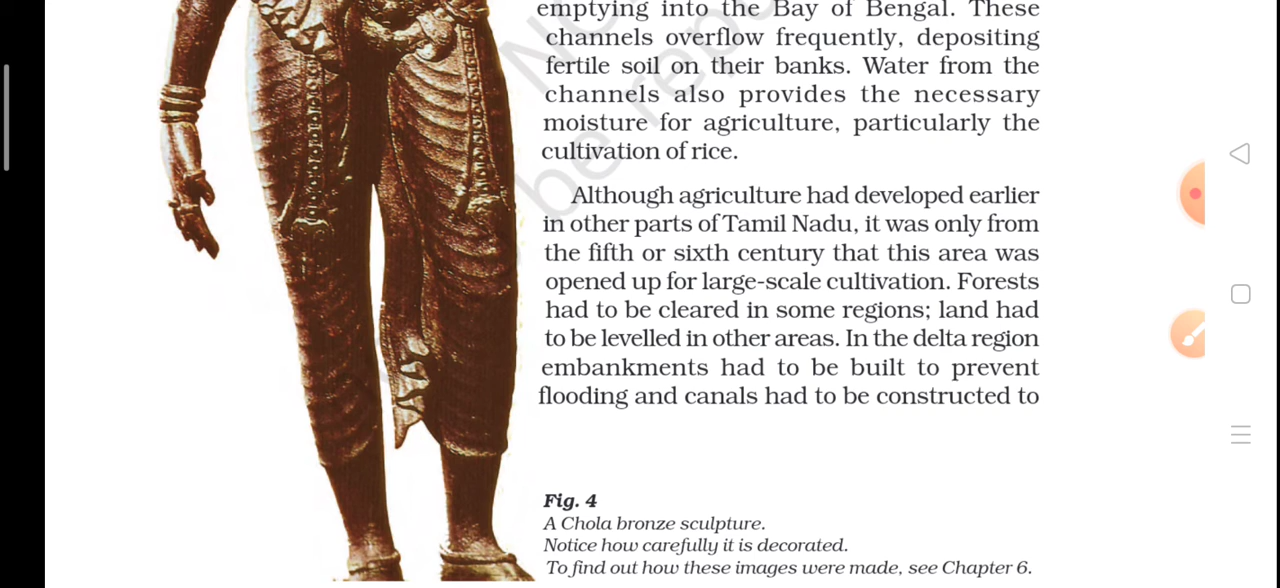 emptying into the Bay of Bengal. These
channels overflow frequently, depositing
fertile soil on their banks. Water from the
channels also provides the necessary
moisture for agriculture, particularly the
cultivation of rice.
Although agriculture had developed earlier
in other parts of Tamil Nadu, it was only from
the fifth or sixth century that this area was
opened up for large-scale cultivation. Forests
had to be cleared in some regions; land had
to be levelled in other areas. In the delta region
embankments had to be built to prevent
flooding and canals had to be constructed to
Fig. 4
A Chola bronze sculpture.
Notice how carefully it is decorated.
To find out how these images were made, see Chapter 6.